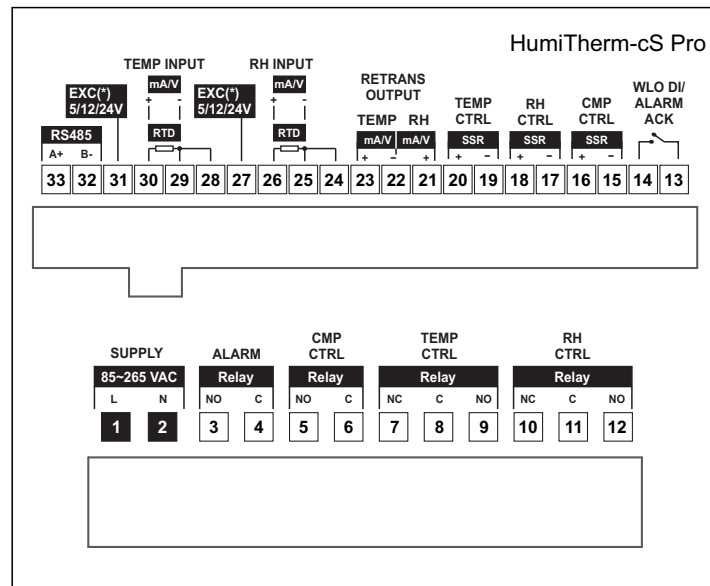 HumiTherm-cS Pro
TEMP INPUT RH INPUT
mA/V mA/V
+ - + -
EXC(*) EXC(*)
5/12/24V 5/12/24V
RETRANS
OUTPUT
TEMP RH
TEMP
CTRL
RH
CTRL
CMP
CTRL
WLO DI/
ALARM
ACK
RS485 RTD RTD mA/V mA/V SSR SSR SSR
A+ B- + − + + − + − + −
33 32 31 30 29 28 27 26 25 24 23 22 21 20 19 18 17 16 15 14 13
SUPPLY ALARM CMP
CTRL TEMP
CTRL RH
CTRL
85~265 VAC Relay Relay Relay Relay
L N NO C NO C NC C NO NC C NO
1 2 3 4 5 6 7 8 9 10 11 12